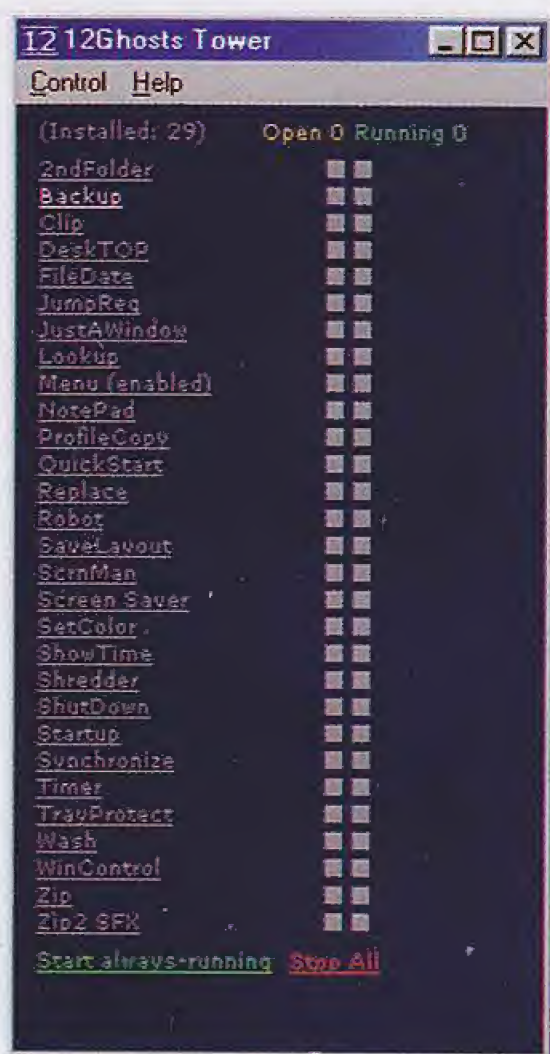 12 12Ghosts Tower
Control Help
(Installed: 29) Open 0 Running 0
2ndFolder
Backup
Clip
DeskTOP
FileDate
JumpReg
JustAWindow
Lookup
Menu (enabled)
NotePad
ProfileCopy
QuickStart
Replace
Robot
SaveLayout
ScrnMan
Screen Saver
SetColor
ShowTime
Shredder
ShutDown
Startup
Synchronize
Timer
TrayProtect
Wash
WinControl
Zip
Zip2 SFX
Start always-running Stop All